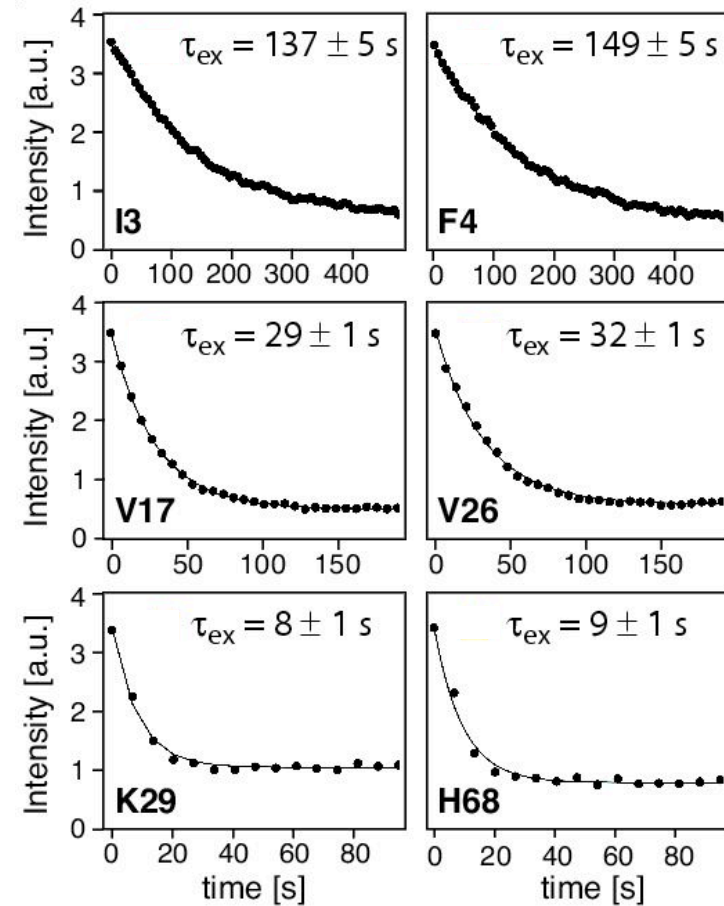 Intensity [a.u.]
4
3
2
1
0
τex = 137 ± 5 s
I3
0 100 200 300 400
τex = 149 ± 5 s
F4
0 100 200 300 400
Intensity [a.u.]
4
3
2
1
0
τex = 29 ± 1 s
V17
0 50 100 150
τex = 32 ± 1 s
V26
0 50 100 150
Intensity [a.u.]
4
3
2
1
0
τex = 8 ± 1 s
K29
0 20 40 60 80
time [s]
τex = 9 ± 1 s
H68
0 20 40 60 80
time [s]